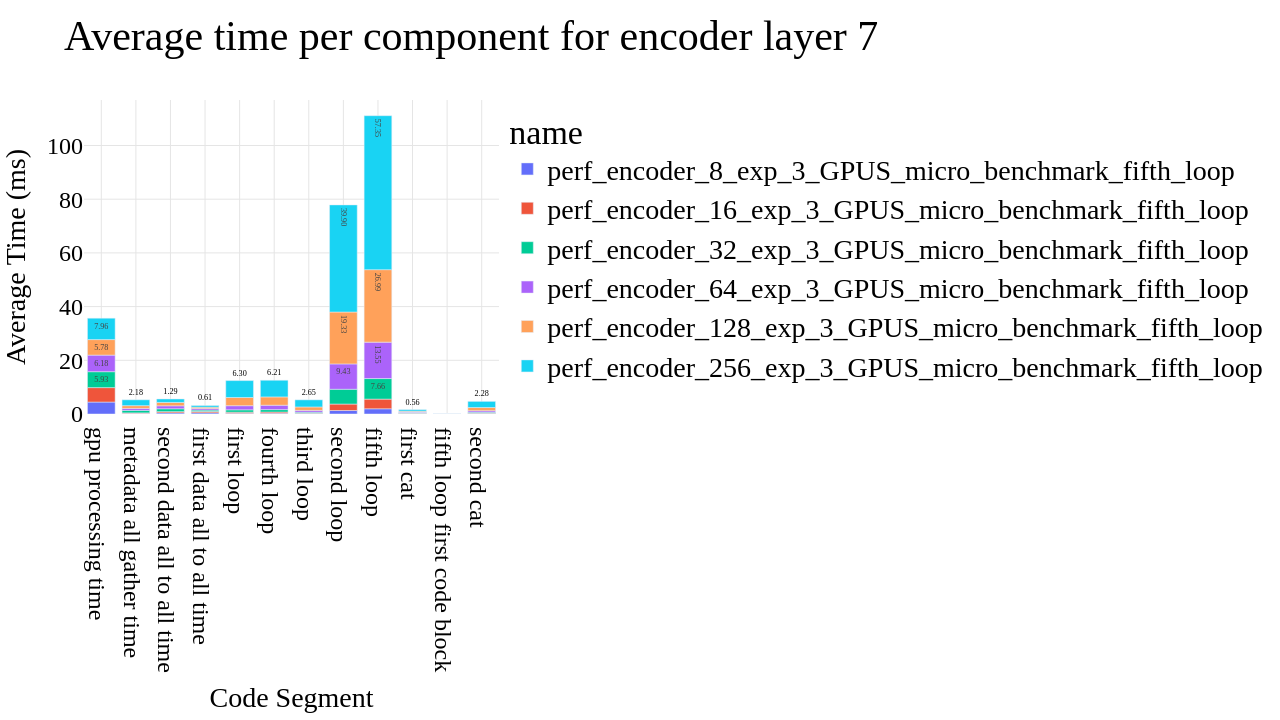 Average time per component for encoder layer 7
Average Time (ms)
100
80
60
40
20
0
7.96
5.78
6.18
5.93
2.18
1.29
0.61
6.30
6.21
2.65
39.90
19.33
9.43
57.35
26.99
13.55
7.66
0.56
2.28
gpu processing time
metadata all gather time
second data all to all time
first data all to all time
first loop
fourth loop
third loop
second loop
fifth loop
first cat
fifth loop first code block
second cat
Code Segment
name
perf_encoder_8_exp_3_GPUS_micro_benchmark_fifth_loop
perf_encoder_16_exp_3_GPUS_micro_benchmark_fifth_loop
perf_encoder_32_exp_3_GPUS_micro_benchmark_fifth_loop
perf_encoder_64_exp_3_GPUS_micro_benchmark_fifth_loop
perf_encoder_128_exp_3_GPUS_micro_benchmark_fifth_loop
perf_encoder_256_exp_3_GPUS_micro_benchmark_fifth_loop